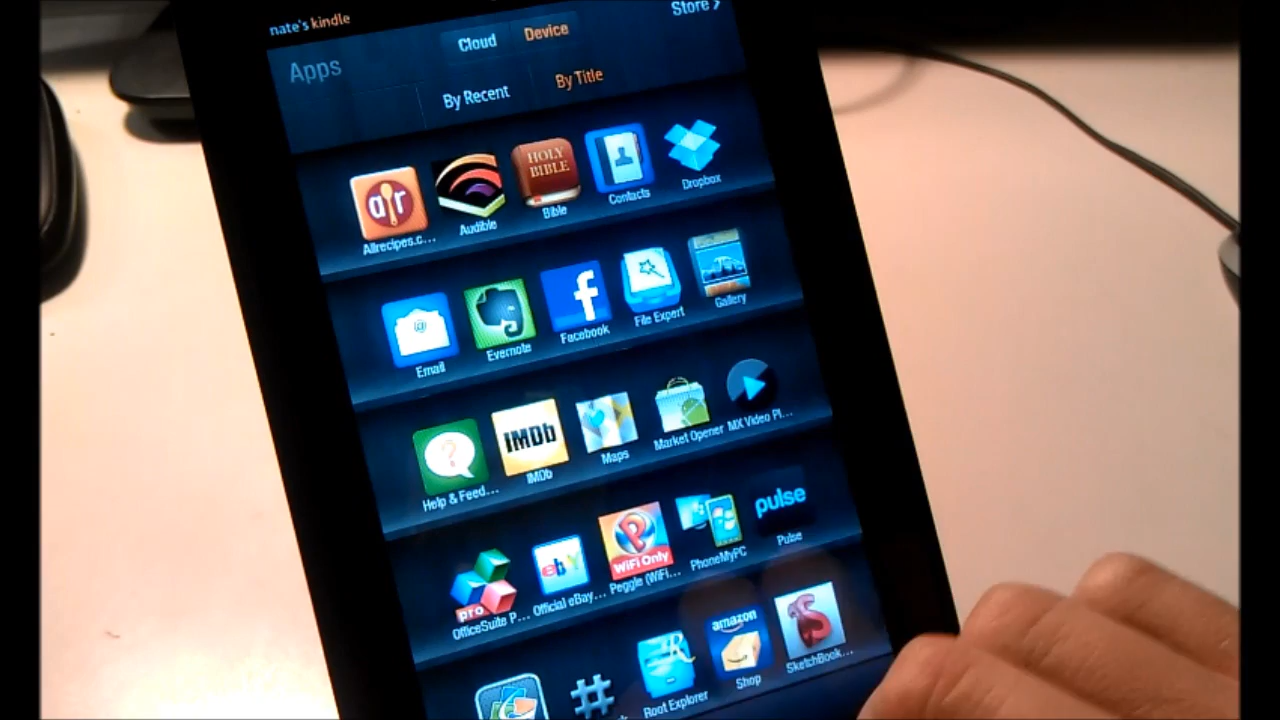 nate's kindle
Store >
Cloud Device
Apps
By Recent By Title
HOLY
BIBLE
Allrecipes.c... Audible Bible Contacts Dropbox
Email Evernote Facebook File Expert Gallery
IMDb
Help & Feed... IMDb Maps Market Opener MX Video Pl...
pulse
WiFi Only
pro
ebY
OfficeSuite P... Official eBay... Peggle (WiFi... PhoneMyPC Pulse
amazon
Root Explorer Shop SketchBook...